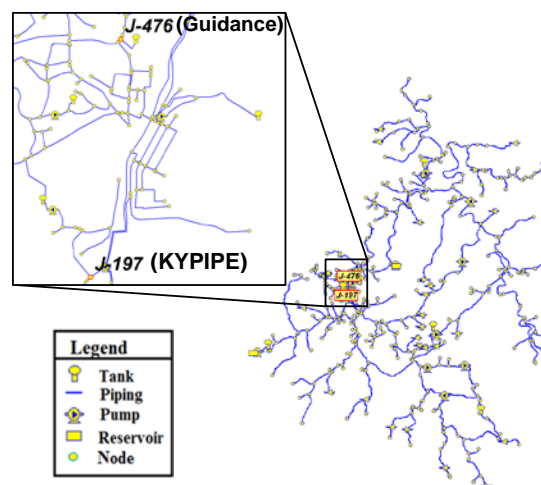 J-476 (Guidance)
J-197 (KYPIPE)
J-476
J-197
Legend
Tank
Piping
Pump
Reservoir
Node